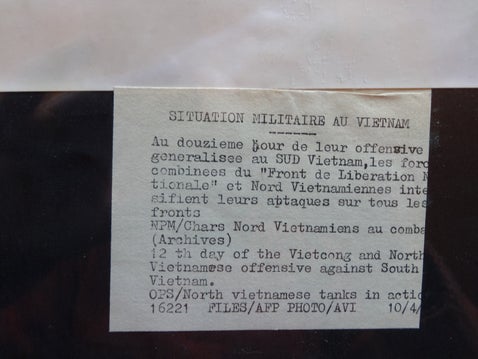 SITUATION MILITAIRE AU VIETNAM
Au douzieme jour de leur offensive
generalisee au SUD Vietnam,les forc
combinees du "Front de Liberation N
tionale" et Nord Vietnamiennes inte
sifient leurs attaques sur tous les
fronts
NPM/Chars Nord Vietnamiens au comba
(Archives)
12 th day of the Vietcong and North
Vietnamese offensive against South
Vietnam.
OPS/North vietnamese tanks in actio
16221 FILES/AFP PHOTO/AVI 10/4/